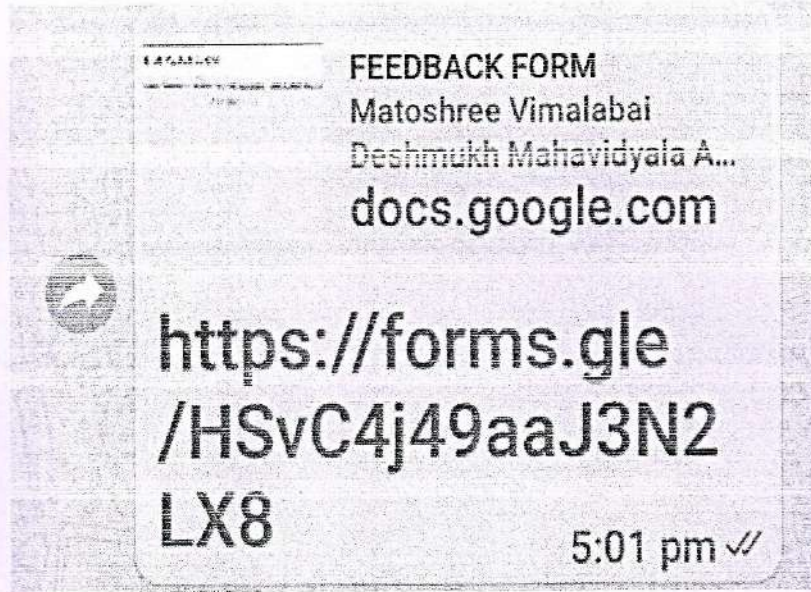 FEEDBACK FORM
Matoshree Vimalabai
Deshmukh Mahavidyala A...
docs.google.com
https://forms.gle
/HSvC4j49aaJ3N2
LX8
5:01 pm